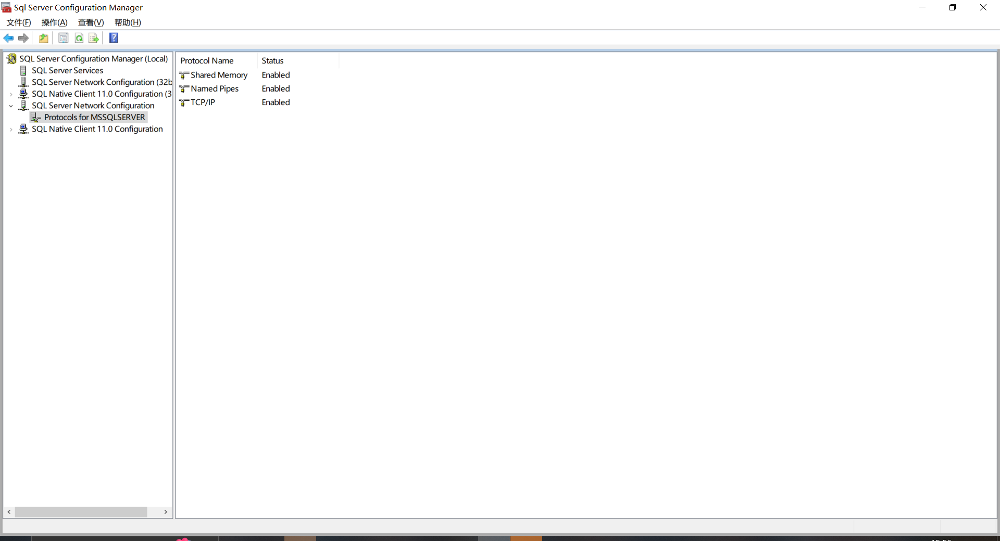 Sql Server Configuration Manager
文件(F) 操作(A) 查看(V) 帮助(H)
SQL Server Configuration Manager (Local)
SQL Server Services
SQL Server Network Configuration (32b
SQL Native Client 11.0 Configuration (3
SQL Server Network Configuration
Protocols for MSSQLSERVER
SQL Native Client 11.0 Configuration
Protocol Name Status
Shared Memory Enabled
Named Pipes Enabled
TCP/IP Enabled